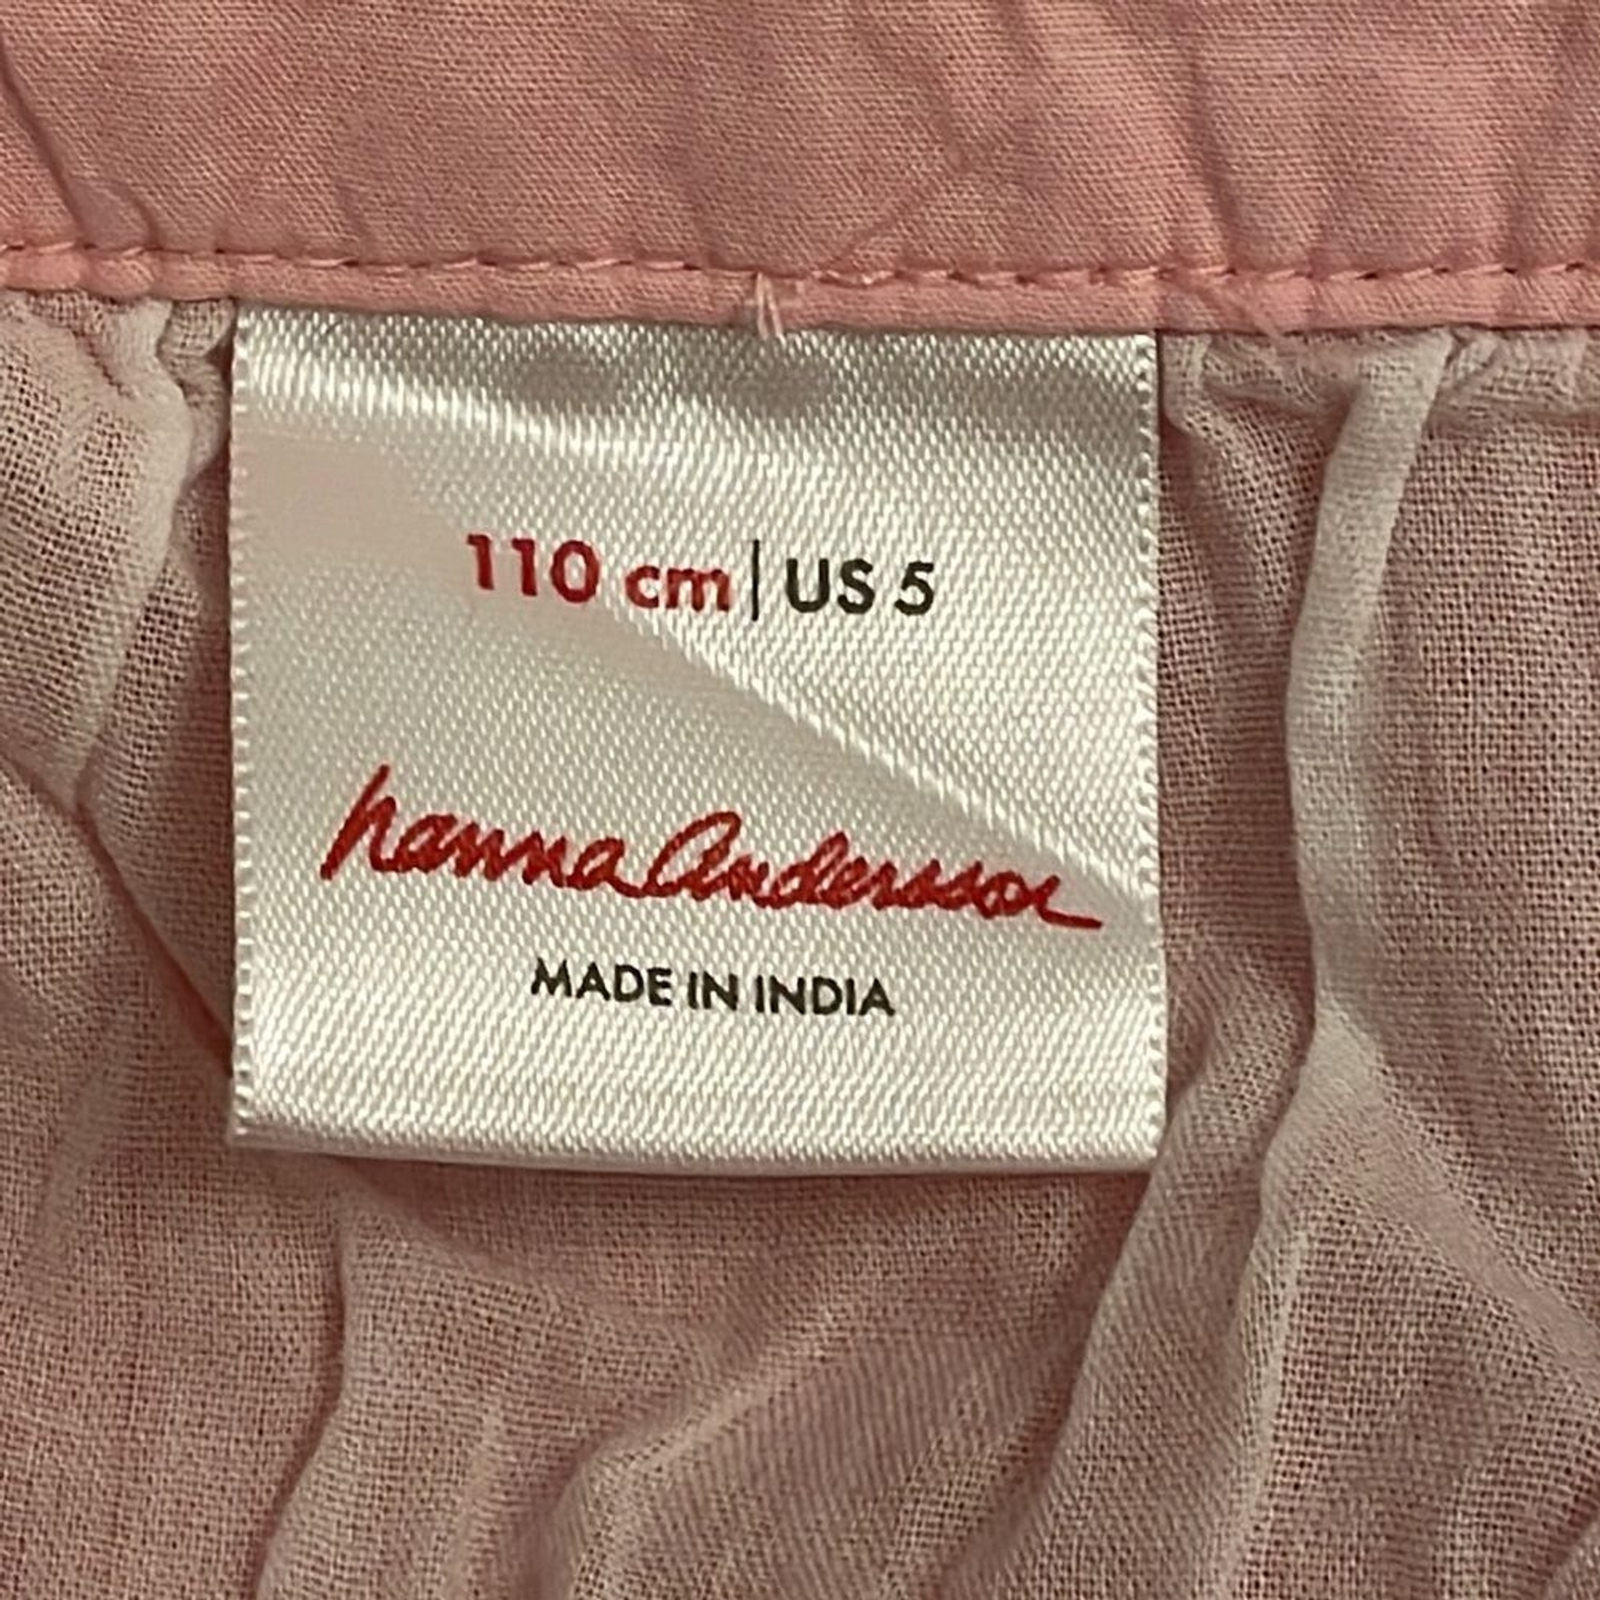 110 cm | US 5
hanna Andersson
MADE IN INDIA